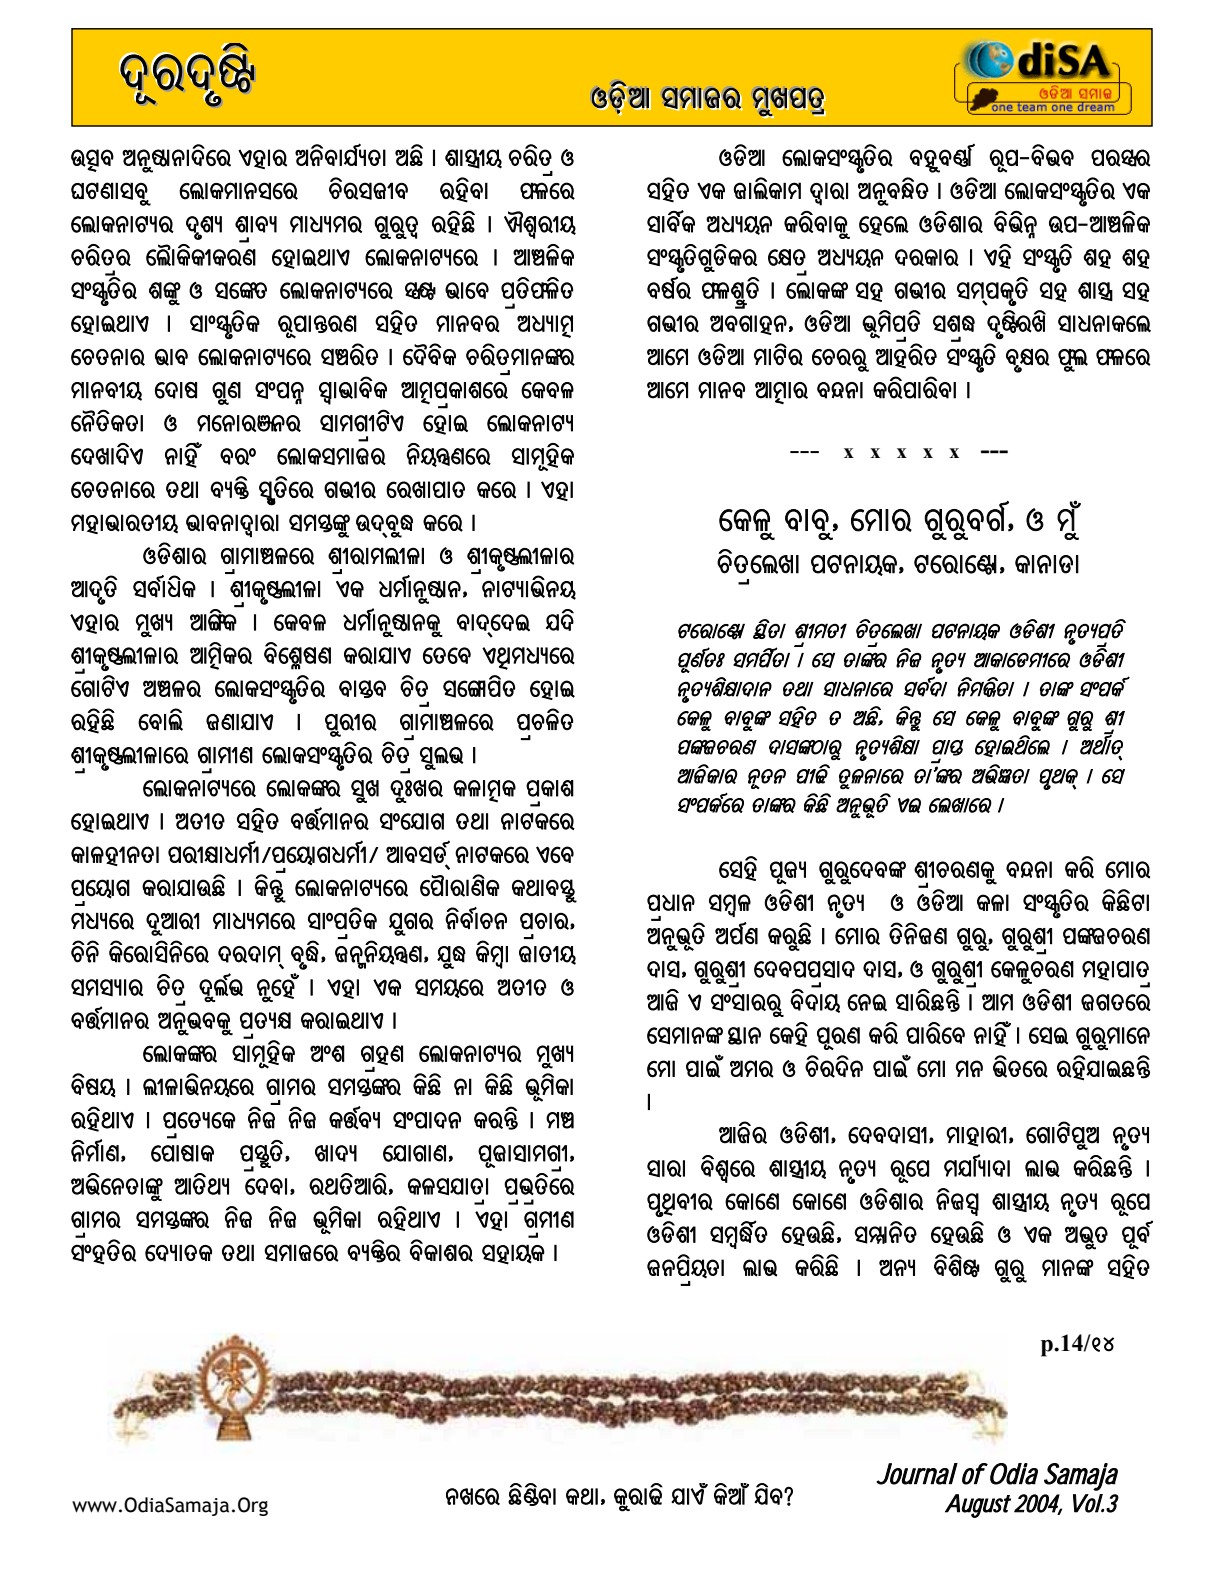 ଦୂରଦୃଷ୍ଟି
ଓଡ଼ିଆ ସମାଜର ମୁଖପତ୍ର
diSA
ଓଡିଆ ସମାଜ
one team one dream
ଉତ୍ସବ ଅନୁଷ୍ଠାନାଦିରେ ଏହାର ଅନିବାର୍ଯ୍ୟତା ଅଛି । ଶାସ୍ତ୍ରୀୟ ଚରିତ୍ର ଓ
ଘଟଣାସବୁ ଲୋକମାନସରେ ଚିରସଜୀବ ରହିବା ଫଳରେ
ଲୋକନାଟ୍ୟର ଦୃଶ୍ୟ ଶ୍ରାବ୍ୟ ମାଧ୍ୟମର ଗୁରୁତ୍ୱ ରହିଛି । ଐଶ୍ୱରୀୟ
ଚରିତ୍ରର ଲୌକିକୀକରଣ ହୋଇଥାଏ ଲୋକନାଟ୍ୟରେ । ଆଞ୍ଚଳିକ
ସଂସ୍କୃତିର ଶଙ୍କୁ ଓ ସଙ୍କେତ ଲୋକନାଟ୍ୟରେ ସ୍ପଷ୍ଟ ଭାବେ ପ୍ରତିଫଳିତ
ହୋଇଥାଏ । ସାଂସ୍କୃତିକ ରୂପାନ୍ତରଣ ସହିତ ମାନବର ଅଧ୍ୟାତ୍ମ
ଚେତନାର ଭାବ ଲୋକନାଟ୍ୟରେ ସଞ୍ଚରିତ । ଦୈବିକ ଚରିତ୍ରମାନଙ୍କର
ମାନବୀୟ ଦୋଷ ଗୁଣ ସଂପନ୍ନ ସ୍ୱାଭାବିକ ଆତ୍ମପ୍ରକାଶରେ କେବଳ
ନୈତିକତା ଓ ମନୋରଞ୍ଜନର ସାମଗ୍ରୀଟିଏ ହୋଇ ଲୋକନାଟ୍ୟ
ଦେଖାଦିଏ ନାହିଁ ବରଂ ଲୋକସମାଜର ନିୟନ୍ତ୍ରଣରେ ସାମୂହିକ
ଚେତନାରେ ତଥା ବ୍ୟକ୍ତି ସ୍ମୃତିରେ ଗଭୀର ରେଖାପାତ କରେ । ଏହା
ମହାଭାରତୀୟ ଭାବନାଦ୍ୱାରା ସମସ୍ତଙ୍କୁ ଉଦ୍‌ବୁଦ୍ଧ କରେ ।
ଓଡିଶାର ଗ୍ରାମାଞ୍ଚଳରେ ଶ୍ରୀରାମଲୀଳା ଓ ଶ୍ରୀକୃଷ୍ଣଲୀଳାର
ଆଦୃତି ସର୍ବାଧିକ । ଶ୍ରୀକୃଷ୍ଣଲୀଳା ଏକ ଧର୍ମାନୁଷ୍ଠାନ, ନାଟ୍ୟାଭିନୟ
ଏହାର ମୁଖ୍ୟ ଆଙ୍ଗିକ । କେବଳ ଧର୍ମାନୁଷ୍ଠାନକୁ ବାଦ୍‌ଦେଇ ଯଦି
ଶ୍ରୀକୃଷ୍ଣଲୀଳାର ଆତ୍ମିକର ବିଶ୍ଳେଷଣ କରାଯାଏ ତେବେ ଏଥିମଧ୍ୟରେ
ଗୋଟିଏ ଅଞ୍ଚଳର ଲୋକସଂସ୍କୃତିର ବାସ୍ତବ ଚିତ୍ର ସଙ୍ଗୋପିତ ହୋଇ
ରହିଛି ବୋଲି ଜଣାଯାଏ । ପୁରୀର ଗ୍ରାମାଞ୍ଚଳରେ ପ୍ରଚଳିତ
ଶ୍ରୀକୃଷ୍ଣଲୀଳାରେ ଗ୍ରାମୀଣ ଲୋକସଂସ୍କୃତିର ଚିତ୍ର ସୁଲଭ ।
ଲୋକନାଟ୍ୟରେ ଲୋକଙ୍କର ସୁଖ ଦୁଃଖର କଳାତ୍ମକ ପ୍ରକାଶ
ହୋଇଥାଏ । ଅତୀତ ସହିତ ବର୍ତ୍ତମାନର ସଂଯୋଗ ତଥା ନାଟକରେ
କାଳହୀନତା ପରୀକ୍ଷାଧର୍ମୀ/ପ୍ରୟୋଗଧର୍ମୀ/ ଆବସର୍ଡ୍ ନାଟକରେ ଏବେ
ପ୍ରୟୋଗ କରାଯାଉଛି । କିନ୍ତୁ ଲୋକନାଟ୍ୟରେ ପୌରାଣିକ କଥାବସ୍ତୁ
ମଧ୍ୟରେ ଦୁଆରୀ ମାଧ୍ୟମରେ ସାଂପ୍ରତିକ ଯୁଗର ନିର୍ବାଚନ ପ୍ରଚାର,
ଚିନି କିରୋସିନିରେ ଦରଦାମ୍ ବୃଦ୍ଧି, ଜନ୍ମନିୟନ୍ତ୍ରଣ, ଯୁଦ୍ଧ କିମ୍ବା ଜାତୀୟ
ସମସ୍ୟାର ଚିତ୍ର ଦୁର୍ଲଭ ନୁହେଁ । ଏହା ଏକ ସମୟରେ ଅତୀତ ଓ
ବର୍ତ୍ତମାନର ଅନୁଭବକୁ ପ୍ରତ୍ୟକ୍ଷ କରାଇଥାଏ ।
ଲୋକଙ୍କର ସାମୂହିକ ଅଂଶ ଗ୍ରହଣ ଲୋକନାଟ୍ୟର ମୁଖ୍ୟ
ବିଷୟ । ଲୀଳାଭିନୟରେ ଗ୍ରାମର ସମସ୍ତଙ୍କର କିଛି ନା କିଛି ଭୂମିକା
ରହିଥାଏ । ପ୍ରତ୍ୟେକେ ନିଜ ନିଜ କର୍ତ୍ତବ୍ୟ ସଂପାଦନ କରନ୍ତି । ମଞ୍ଚ
ନିର୍ମାଣ, ପୋଷାକ ପ୍ରସ୍ତୁତି, ଖାଦ୍ୟ ଯୋଗାଣ, ପୂଜାସାମଗ୍ରୀ,
ଅଭିନେତାଙ୍କୁ ଆତିଥ୍ୟ ଦେବା, ରଥତିଆରି, କଳସଯାତ୍ରା ପ୍ରଭୃତିରେ
ଗ୍ରାମର ସମସ୍ତଙ୍କର ନିଜ ନିଜ ଭୂମିକା ରହିଥାଏ । ଏହା ଗ୍ରମୀଣ
ସଂହତିର ଦ୍ୟୋତକ ତଥା ସମାଜରେ ବ୍ୟକ୍ତିର ବିକାଶର ସହାୟକ ।
ଓଡିଆ ଲୋକସଂସ୍କୃତିର ବହୁବର୍ଣ୍ଣୀ ରୂପ-ବିଭବ ପରସ୍ପର
ସହିତ ଏକ ଜାଲିକାମ ଦ୍ୱାରା ଅନୁବନ୍ଧିତ । ଓଡିଆ ଲୋକସଂସ୍କୃତିର ଏକ
ସାର୍ବିକ ଅଧ୍ୟୟନ କରିବାକୁ ହେଲେ ଓଡିଶାର ବିଭିନ୍ନ ଉପ-ଆଞ୍ଚଳିକ
ସଂସ୍କୃତିଗୁଡିକର କ୍ଷେତ୍ର ଅଧ୍ୟୟନ ଦରକାର । ଏହି ସଂସ୍କୃତି ଶହ ଶହ
ବର୍ଷର ଫଳଶ୍ରୁତି । ଲୋକଙ୍କ ସହ ଗଭୀର ସମ୍‌ପୃକ୍ତି ସହ ଶାସ୍ତ୍ର ସହ
ଗଭୀର ଅବଗାହନ, ଓଡିଆ ଭୂମିପ୍ରତି ସଶ୍ରଦ୍ଧ ଦୃଷ୍ଟିରଖି ସାଧନାକଲେ
ଆମେ ଓଡିଆ ମାଟିର ଚେରରୁ ଆହରିତ ସଂସ୍କୃତି ବୃକ୍ଷର ଫୁଲ ଫଳରେ
ଆମେ ମାନବ ଆତ୍ମାର ବନ୍ଦନା କରିପାରିବା ।
--- x x x x x ---
କେଳୁ ବାବୁ, ମୋର ଗୁରୁବର୍ଗ, ଓ ମୁଁ
ଚିତ୍ରଲେଖା ପଟନାୟକ, ଟରୋଣ୍ଟୋ, କାନାଡା
ଟରୋଣ୍ଟୋ ସ୍ଥିତା ଶ୍ରୀମତୀ ଚିତ୍ରଲେଖା ପଟନାୟକ ଓଡିଶୀ ନୃତ୍ୟପ୍ରତି
ପୂର୍ଣତଃ ସମର୍ପିତା । ସେ ତାଙ୍କର ନିଜ ନୃତ୍ୟ ଆକାଡେମୀରେ ଓଡିଶୀ
ନୃତ୍ୟଶିକ୍ଷାଦାନ ତଥା ସାଧନାରେ ସର୍ବଦା ନିମଜ୍ଜିତା । ତାଙ୍କ ସଂପର୍କ
କେଳୁ ବାବୁଙ୍କ ସହିତ ତ ଅଛି, କିନ୍ତୁ ସେ କେଳୁ ବାବୁଙ୍କ ଗୁରୁ ଶ୍ରୀ
ପଙ୍କଜଚରଣ ଦାସଙ୍କଠାରୁ ନୃତ୍ୟଶିକ୍ଷା ପ୍ରାପ୍ତ ହୋଇଥିଲେ । ଅର୍ଥାତ୍
ଆଜିକାର ନୂତନ ପୀଢି ତୁଳନାରେ ତା'ଙ୍କର ଅଭିଜ୍ଞତା ପୃଥକ୍ । ସେ
ସଂପର୍କରେ ତାଙ୍କର କିଛି ଅନୁଭୂତି ଏଇ ଲେଖାରେ ।
ସେହି ପୂଜ୍ୟ ଗୁରୁଦେବଙ୍କ ଶ୍ରୀଚରଣକୁ ବନ୍ଦନା କରି ମୋର
ପ୍ରଧାନ ସମ୍ବଳ ଓଡିଶୀ ନୃତ୍ୟ ଓ ଓଡିଆ କଳା ସଂସ୍କୃତିର କିଛିଟା
ଅନୁଭୂତି ଅର୍ପଣ କରୁଛି । ମୋର ତିନିଜଣ ଗୁରୁ, ଗୁରୁଶ୍ରୀ ପଙ୍କଜଚରଣ
ଦାସ, ଗୁରୁଶ୍ରୀ ଦେବପ୍ରପ୍ରସାଦ ଦାସ, ଓ ଗୁରୁଶ୍ରୀ କେଳୁଚରଣ ମହାପାତ୍ର
ଆଜି ଏ ସଂସାରରୁ ବିଦାୟ ନେଇ ସାରିଛନ୍ତି । ଆମ ଓଡିଶୀ ଜଗତରେ
ସେମାନଙ୍କ ସ୍ଥାନ କେହି ପୂରଣ କରି ପାରିବେ ନାହିଁ । ସେଇ ଗୁରୁମାନେ
ମୋ ପାଇଁ ଅମର ଓ ଚିରଦିନ ପାଇଁ ମୋ ମନ ଭିତରେ ରହିଯାଇଛନ୍ତି
।
ଆଜିର ଓଡିଶୀ, ଦେବଦାସୀ, ମାହାରୀ, ଗୋଟିପୁଅ ନୃତ୍ୟ
ସାରା ବିଶ୍ୱରେ ଶାସ୍ତ୍ରୀୟ ନୃତ୍ୟ ରୂପେ ମର୍ଯ୍ୟାଦା ଲାଭ କରିଛନ୍ତି ।
ପୃଥିବୀର କୋଣେ କୋଣେ ଓଡିଶାର ନିଜସ୍ୱ ଶାସ୍ତ୍ରୀୟ ନୃତ୍ୟ ରୂପେ
ଓଡିଶୀ ସମ୍ବର୍ଦ୍ଧିତ ହେଉଛି, ସମ୍ମାନିତ ହେଉଛି ଓ ଏକ ଅଦ୍ଭୁତ ପୂର୍ବ
ଜନପ୍ରିୟତା ଲାଭ କରିଛି । ଅନ୍ୟ ବିଶିଷ୍ଟ ଗୁରୁ ମାନଙ୍କ ସହିତ
p.14/୧୪
www.OdiaSamaja.Org
ନଖରେ ଛିଣ୍ଡିବା କଥା, କୁରାଢି ଯାଏଁ କିଆଁ ଯିବ?
Journal of Odia Samaja
August 2004, Vol.3